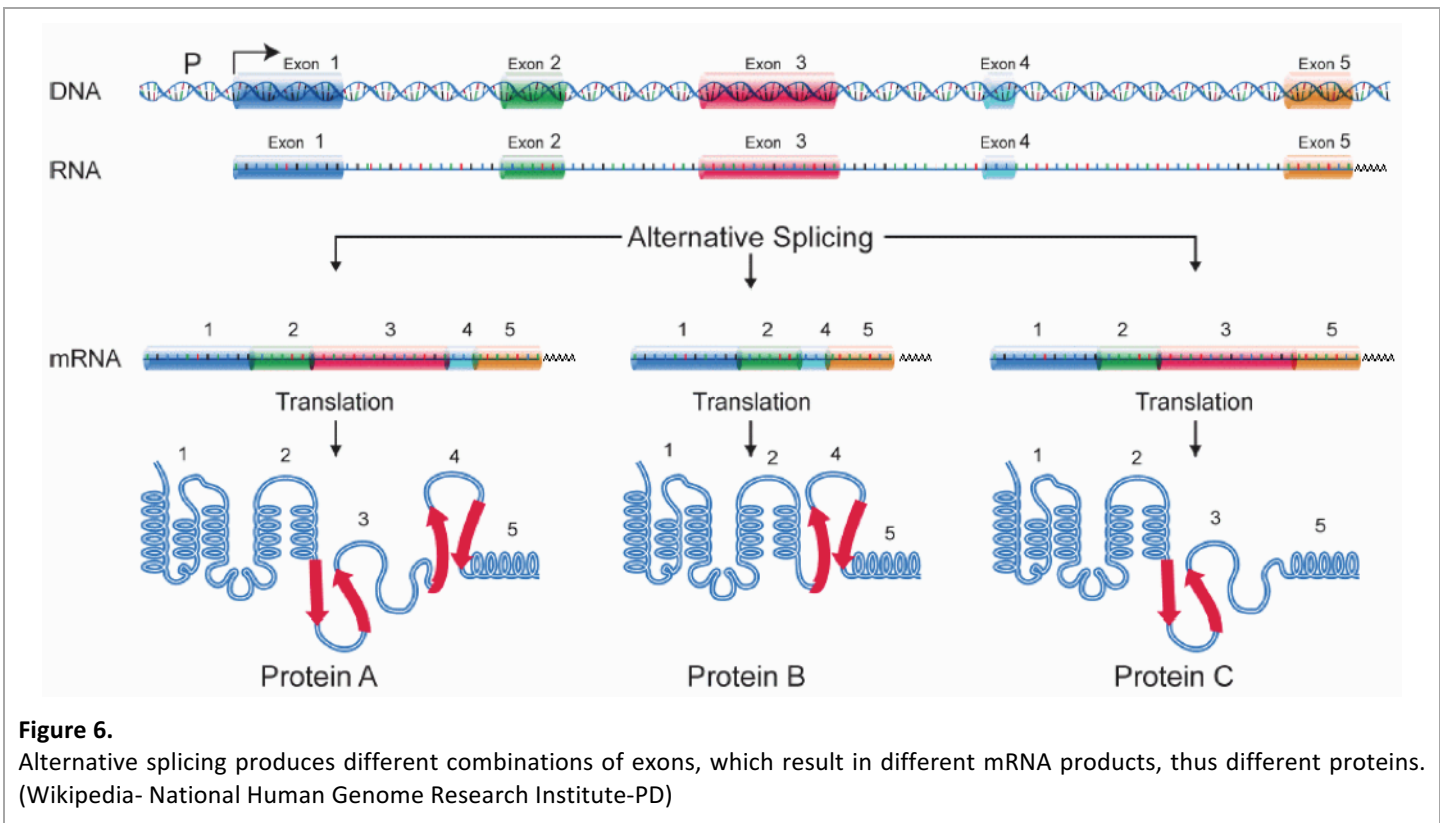 P
Exon 1 Exon 2 Exon 3 Exon 4 Exon 5
DNA
Exon 1 Exon 2 Exon 3 Exon 4 Exon 5
RNA
Alternative Splicing
1 2 3 4 5 1 2 4 5 1 2 3 5
mRNA
Translation Translation Translation
1 2 3 4 5 1 2 4 5 1 2 3 5
Protein A Protein B Protein C
Figure 6.
Alternative splicing produces different combinations of exons, which result in different mRNA products, thus different proteins.
(Wikipedia- National Human Genome Research Institute-PD)